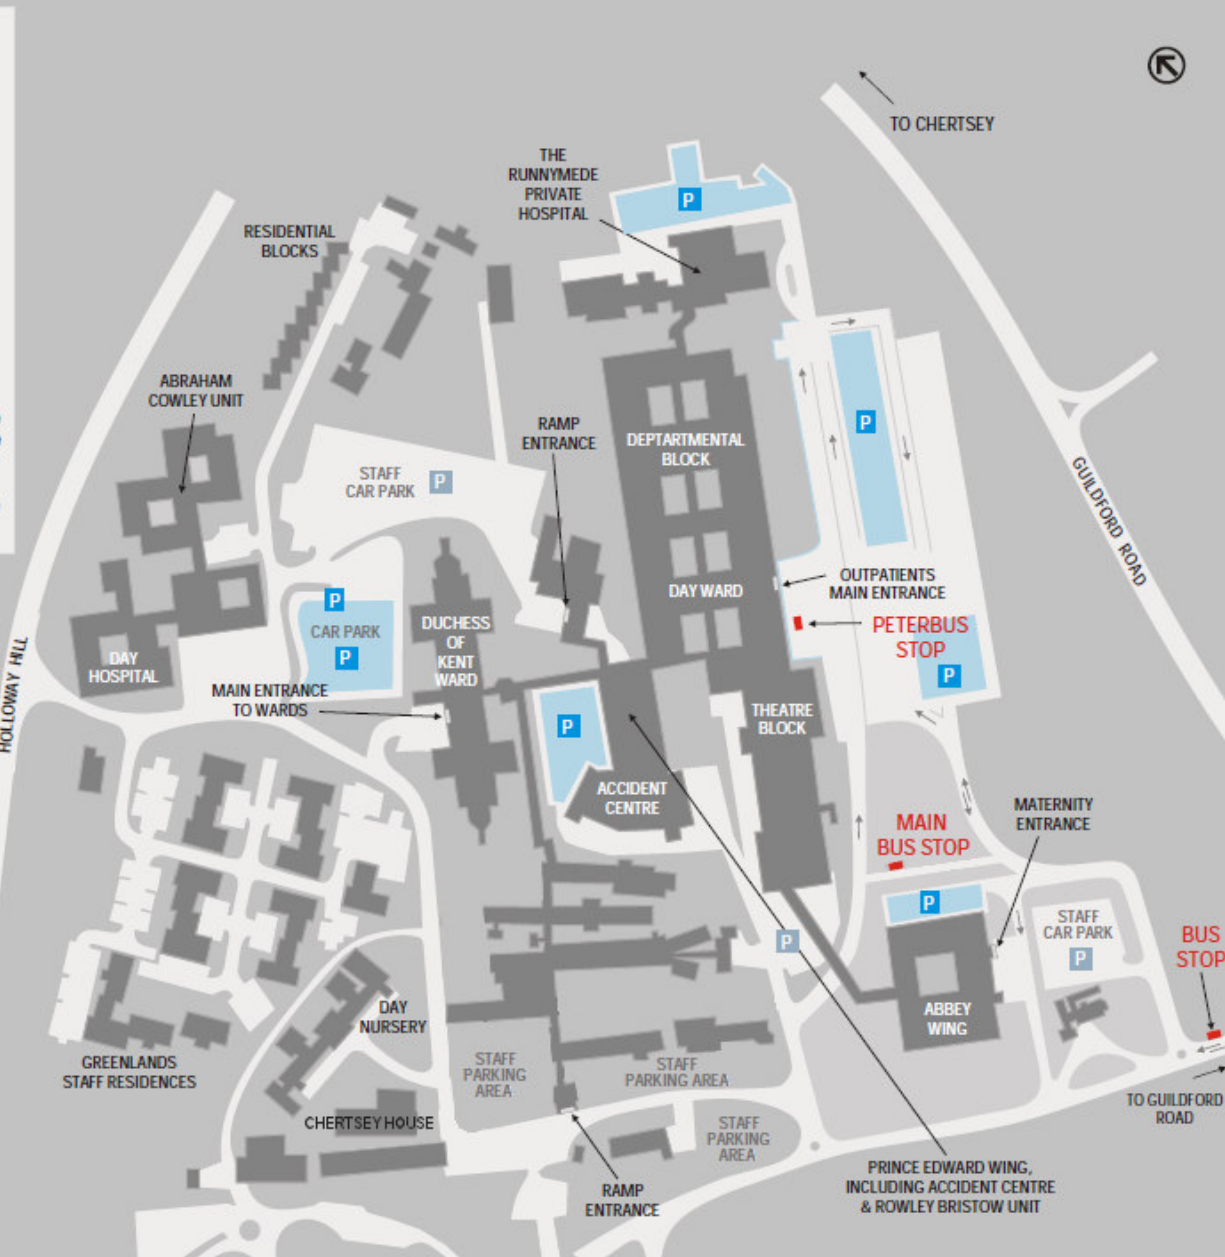 TO CHERTSEY
THE
RUNNYMEDE
PRIVATE
HOSPITAL
P
RESIDENTIAL
BLOCKS
ABRAHAM
COWLEY UNIT
RAMP
ENTRANCE
DEPTARTMENTAL
BLOCK
P
STAFF
CAR PARK P
GUILDFORD ROAD
OUTPATIENTS
MAIN ENTRANCE
DAY WARD
P
CAR PARK
P
DUCHESS
OF
KENT
WARD
PETERBUS
STOP
P
DAY
HOSPITAL
HOLLOWAY HILL
MAIN ENTRANCE
TO WARDS
P
THEATRE
BLOCK
ACCIDENT
CENTRE
MATERNITY
ENTRANCE
MAIN
BUS STOP
P
STAFF
CAR PARK
P
P
BUS
STOP
ABBEY
WING
DAY
NURSERY
GREENLANDS
STAFF RESIDENCES
STAFF
PARKING
AREA
STAFF
PARKING AREA
TO GUILDFORD
ROAD
CHERTSEY HOUSE
STAFF
PARKING
AREA
RAMP
ENTRANCE
PRINCE EDWARD WING,
INCLUDING ACCIDENT CENTRE
& ROWLEY BRISTOW UNIT